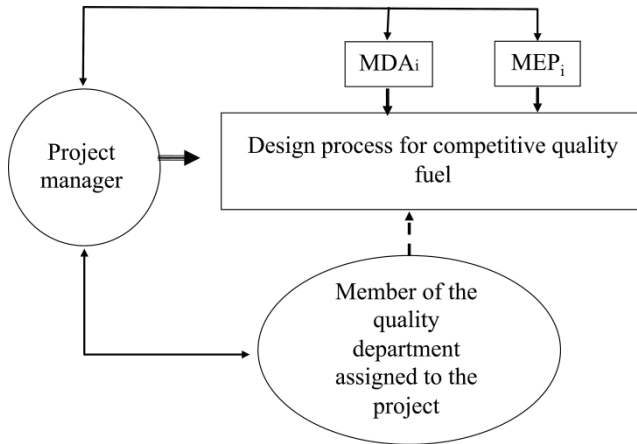 MDAi
MEPi
Project
manager
Design process for competitive quality
fuel
Member of the
quality
department
assigned to the
project